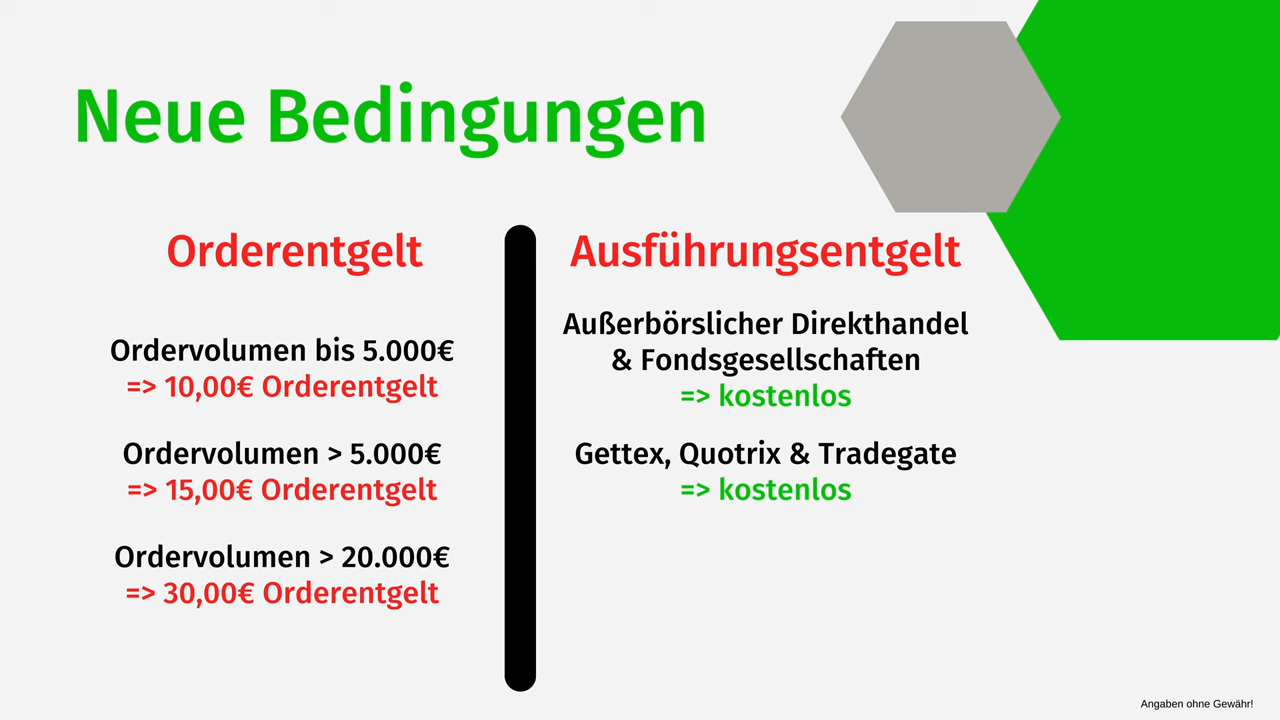 Neue Bedingungen
Orderentgelt
Ordervolumen bis 5.000€
=> 10,00€ Orderentgelt
Ordervolumen > 5.000€
=> 15,00€ Orderentgelt
Ordervolumen > 20.000€
=> 30,00€ Orderentgelt
Ausführungsentgelt
Außerbörslicher Direkthandel
& Fondsgesellschaften
=> kostenlos
Gettex, Quotrix & Tradegate
=> kostenlos
Angaben ohne Gewähr!